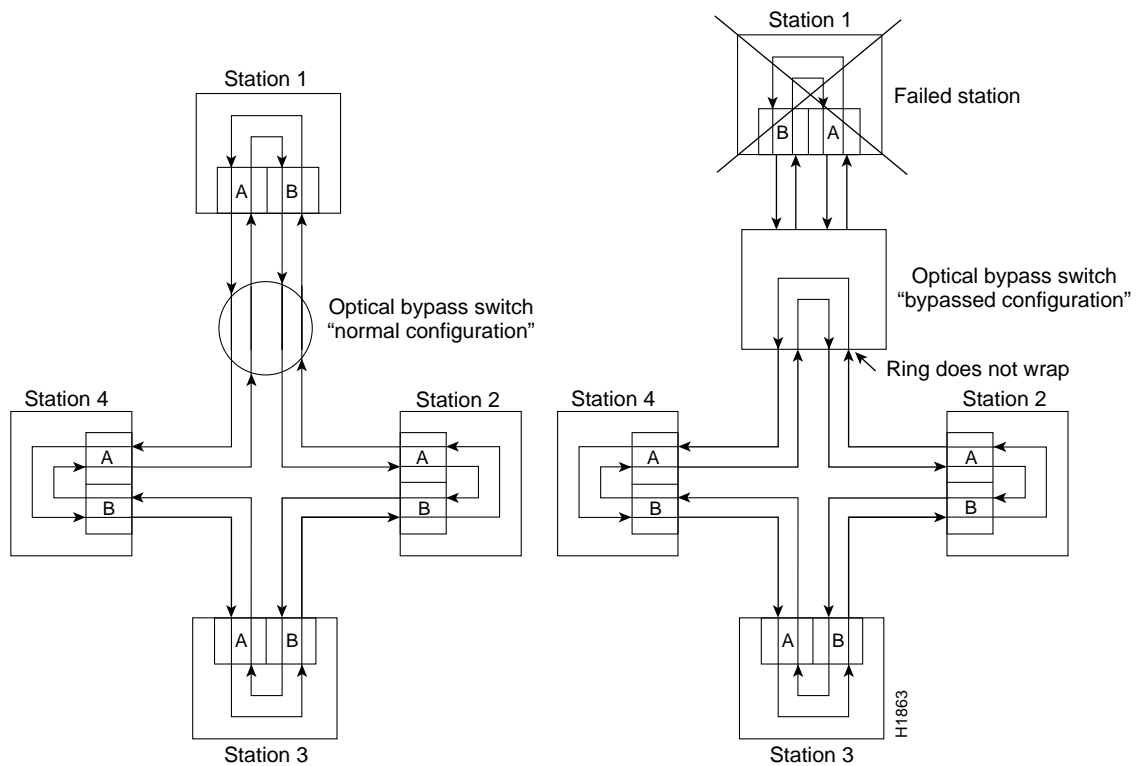 Station 1
A B
Optical bypass switch
“normal configuration”
Station 4
A
B
Station 2
A
B
A B
Station 3
Station 1
Failed station
B A
Optical bypass switch
“bypassed configuration”
Ring does not wrap
Station 4
A
B
Station 2
A
B
A B
Station 3
H1863